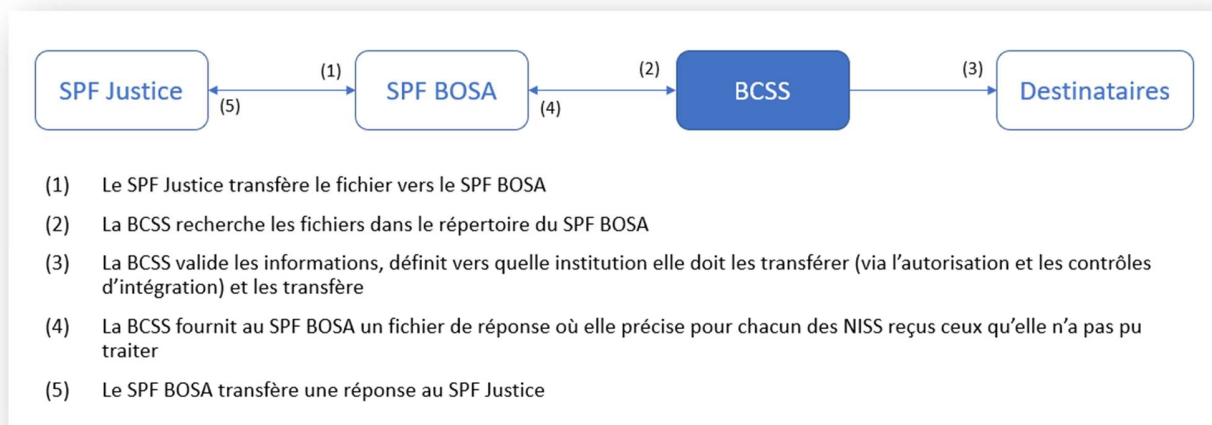 (1) (2) (3)
SPF Justice SPF BOSA BCSS Destinataires
(5) (4)
(1) Le SPF Justice transfère le fichier vers le SPF BOSA
(2) La BCSS recherche les fichiers dans le répertoire du SPF BOSA
(3) La BCSS valide les informations, définit vers quelle institution elle doit les transférer (via l’autorisation et les contrôles
d’intégration) et les transfère
(4) La BCSS fournit au SPF BOSA un fichier de réponse où elle précise pour chacun des NISS reçus ceux qu’elle n’a pas pu
traiter
(5) Le SPF BOSA transfère une réponse au SPF Justice